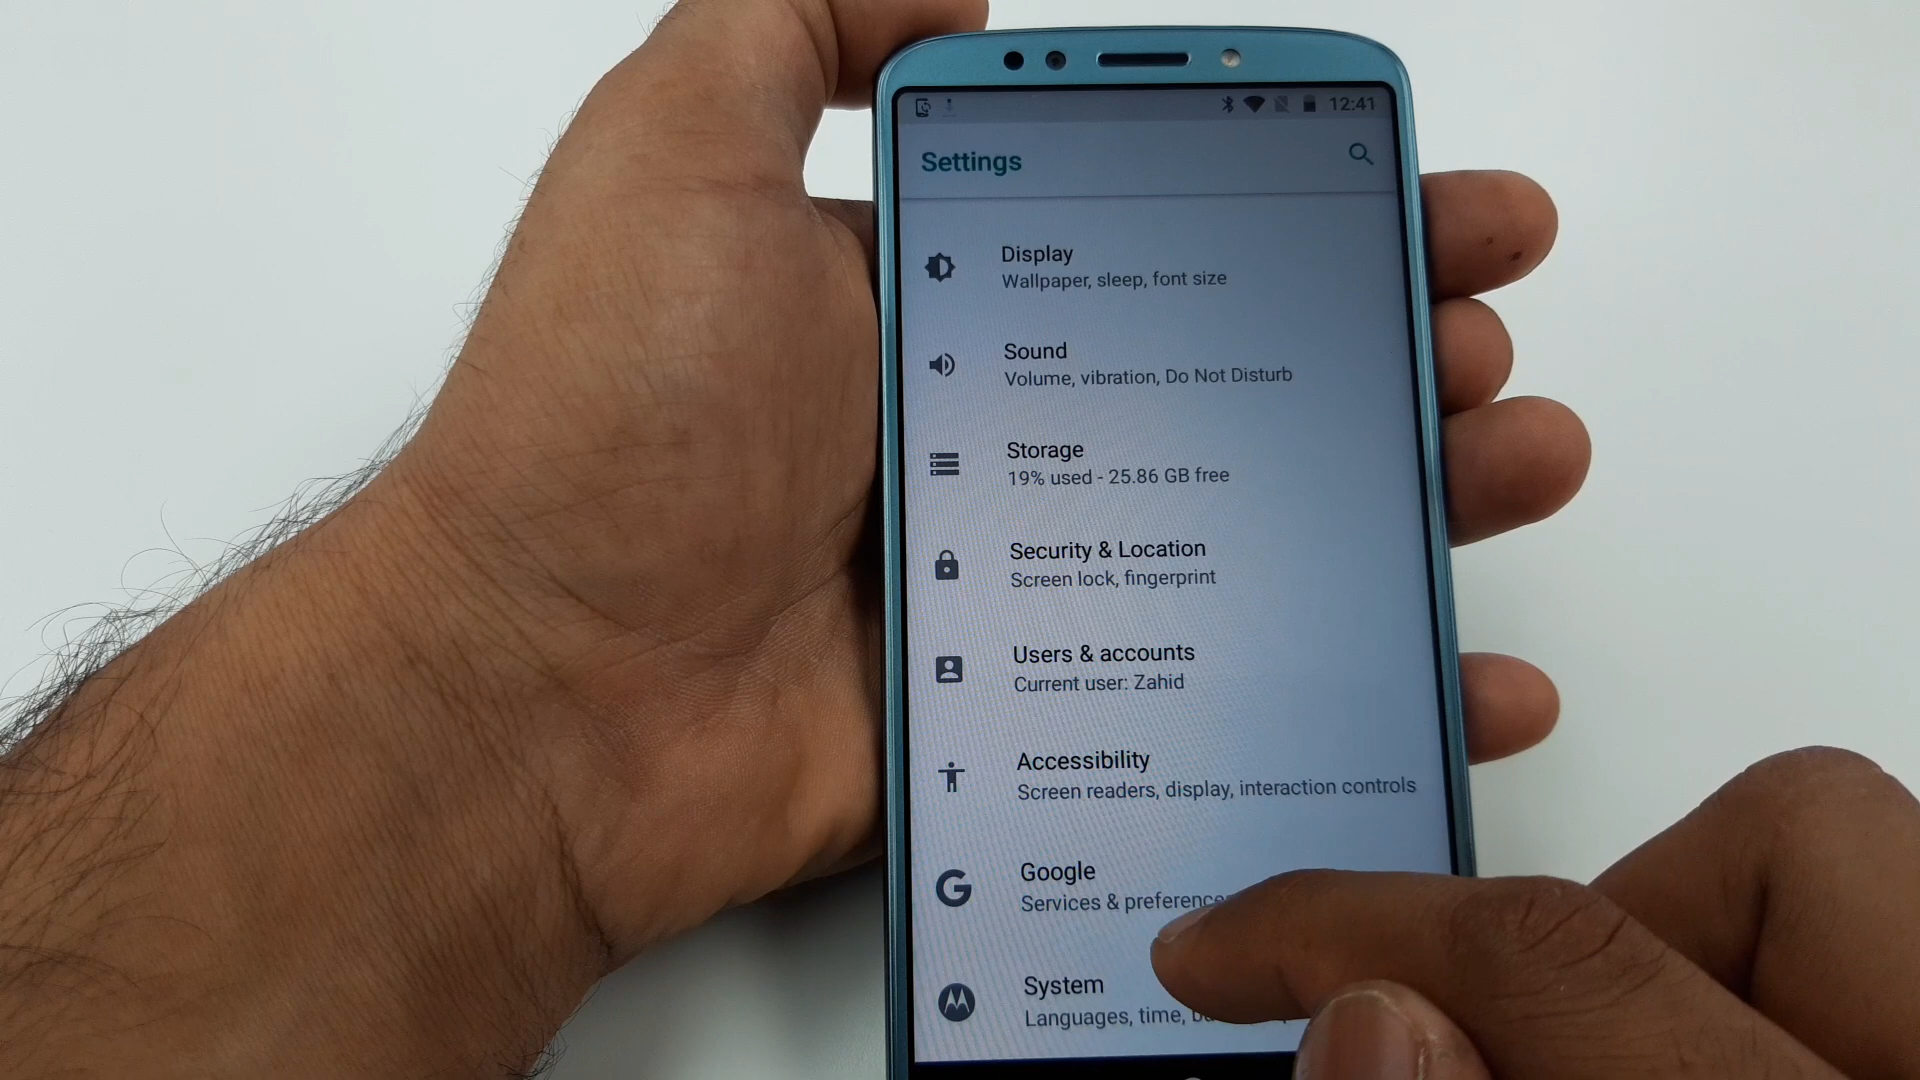 12:41
Settings
Display
Wallpaper, sleep, font size
Sound
Volume, vibration, Do Not Disturb
Storage
19% used - 25.86 GB free
Security & Location
Screen lock, fingerprint
Users & accounts
Current user: Zahid
Accessibility
Screen readers, display, interaction controls
Google
Services & preferences
System
Languages, time,